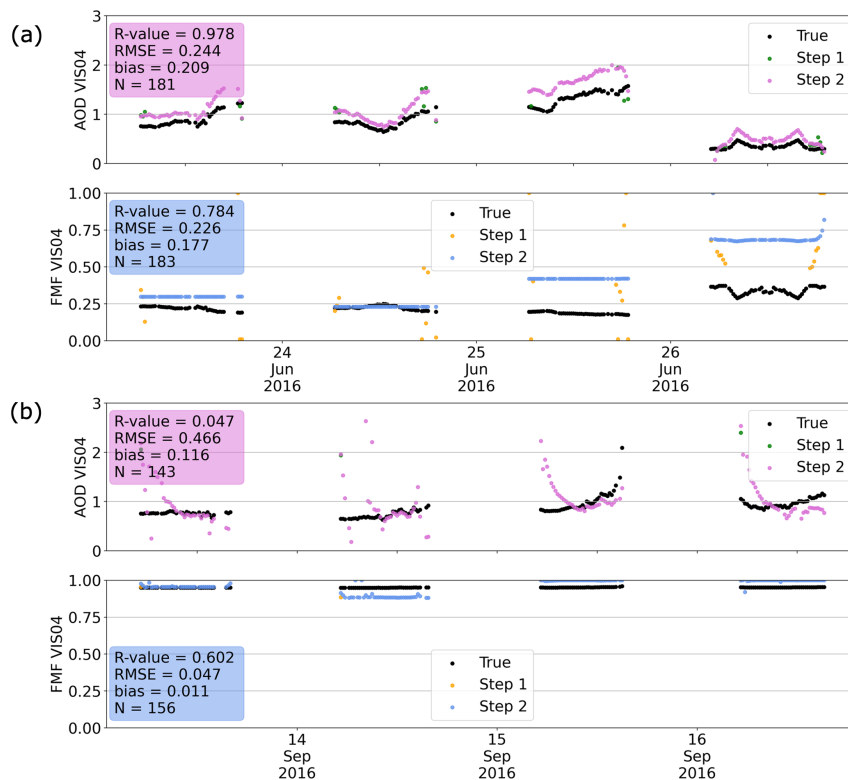 (a)
AOD VIS04
3
2
1
0
R-value = 0.978
RMSE = 0.244
bias = 0.209
N = 181
True
Step 1
Step 2
FMF VIS04
1.00
0.75
0.50
0.25
0.00
R-value = 0.784
RMSE = 0.226
bias = 0.177
N = 183
True
Step 1
Step 2
24
Jun
2016
25
Jun
2016
26
Jun
2016
(b)
AOD VIS04
3
2
1
0
R-value = 0.047
RMSE = 0.466
bias = 0.116
N = 143
True
Step 1
Step 2
FMF VIS04
1.00
0.75
0.50
0.25
0.00
R-value = 0.602
RMSE = 0.047
bias = 0.011
N = 156
True
Step 1
Step 2
14
Sep
2016
15
Sep
2016
16
Sep
2016